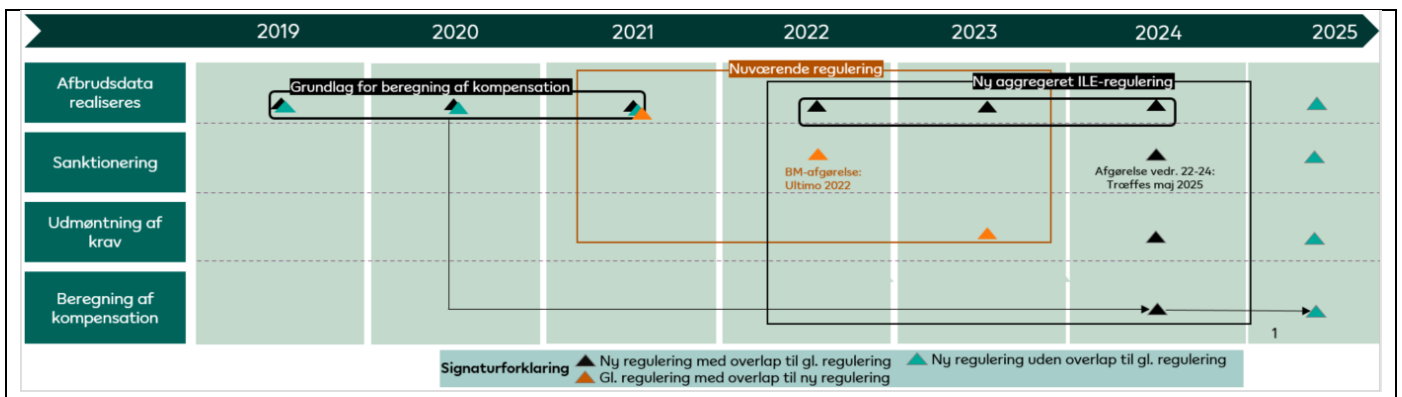 2019 2020 2021 2022 2023 2024 2025
Afbrudsdata
realiseres
Grundlag for beregning af kompensation
Nuværende regulering
Ny aggregeret ILE-regulering
Sanktionering
BM-afgørelse:
Ultimo 2022
Afgørelse vedr. 22-24:
Træffes maj 2025
Udmøntning af
krav
Beregning af
kompensation
1
Signaturforklaring
Ny regulering med overlap til gl. regulering
Ny regulering uden overlap til gl. regulering
Gl. regulering med overlap til ny regulering